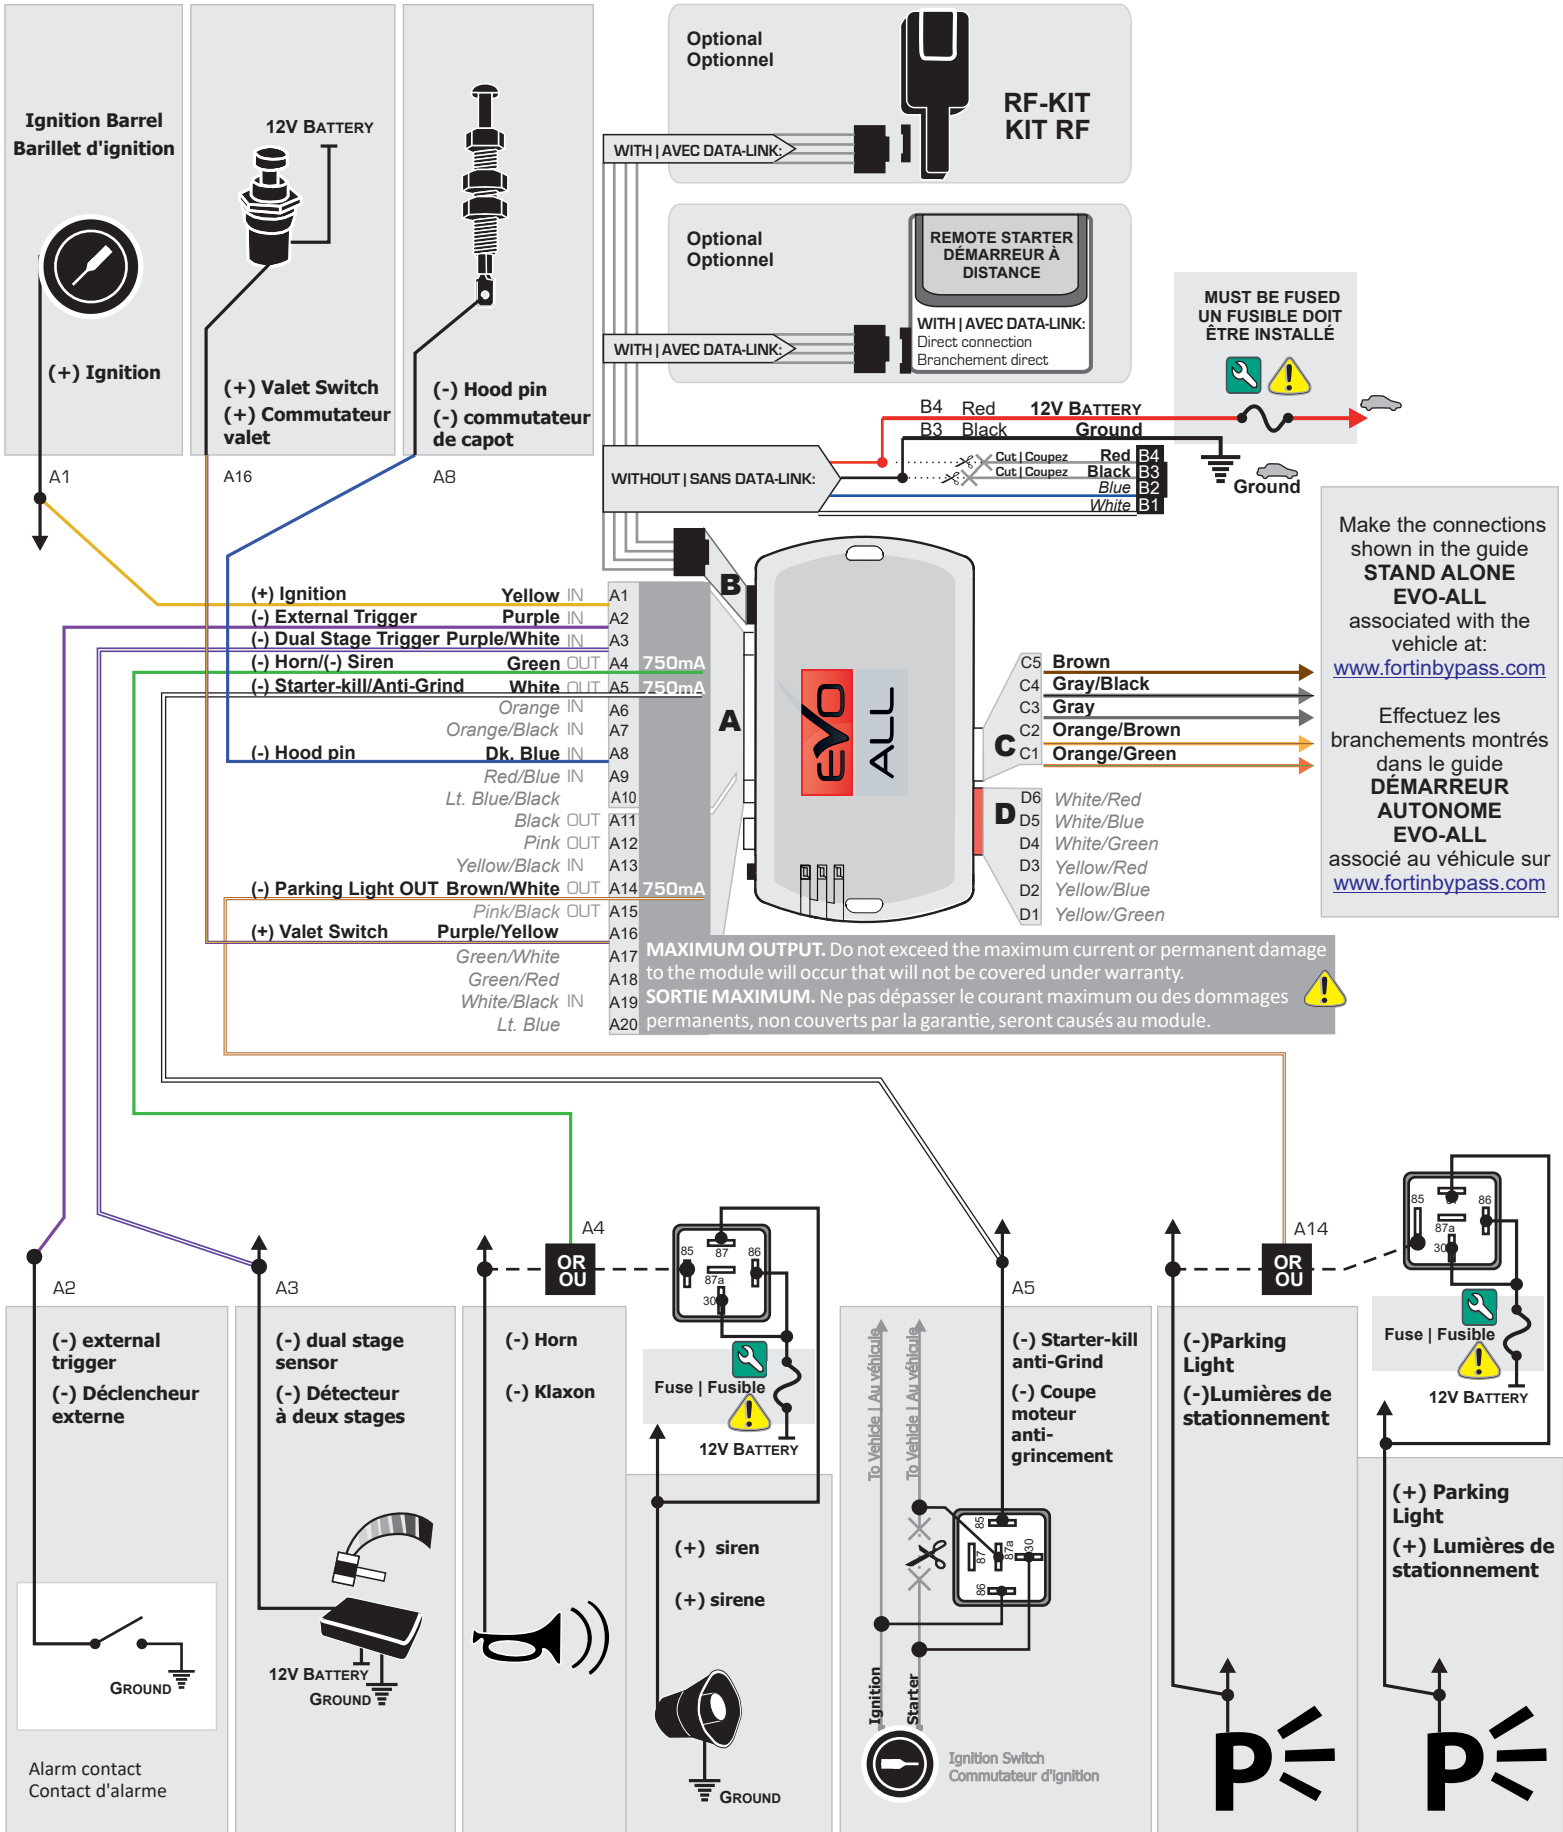 Optional
Optionnel
RF-KIT
KIT RF
WITH | AVEC DATA-LINK:
Ignition Barrel
Barillet d'ignition
(+) Ignition
A1
12V BATTERY
(+) Valet Switch
(+) Commutateur
valet
A16
(-) Hood pin
(-) commutateur
de capot
A8
Optional
Optionnel
REMOTE STARTER
DÉMARREUR À
DISTANCE
WITH | AVEC DATA-LINK:
Direct connection
Branchement direct
WITH | AVEC DATA-LINK:
MUST BE FUSED
UN FUSIBLE DOIT
ÊTRE INSTALLÉ
B4 Red 12V BATTERY
B3 Black Ground
WITHOUT | SANS DATA-LINK:
Cut | Coupez Red B4
Cut | Coupez Black B3
Blue B2
White B1
Ground
Make the connections
shown in the guide
STAND ALONE
EVO-ALL
associated with the
vehicle at:
www.fortinbypass.com
Effectuez les
branchements montrés
dans le guide
DÉMARREUR
AUTONOME
EVO-ALL
associé au véhicule sur
www.fortinbypass.com
B
(+) Ignition Yellow IN A1
(-) External Trigger Purple IN A2
(-) Dual Stage Trigger Purple/White IN A3
(-) Horn/(-) Siren Green OUT A4 750mA
(-) Starter-kill/Anti-Grind White OUT A5 750mA
Orange IN A6
Orange/Black IN A7
(-) Hood pin Dk. Blue IN A8
Red/Blue IN A9
Lt. Blue/Black A10
Black OUT A11
Pink OUT A12
Yellow/Black IN A13
(-) Parking Light OUT Brown/White OUT A14 750mA
Pink/Black OUT A15
(+) Valet Switch Purple/Yellow A16
Green/White A17
Green/Red A18
White/Black IN A19
Lt. Blue A20
A
EVO
ALL
C
C5 Brown
C4 Gray/Black
C3 Gray
C2 Orange/Brown
C1 Orange/Green
D
D6 White/Red
D5 White/Blue
D4 White/Green
D3 Yellow/Red
D2 Yellow/Blue
D1 Yellow/Green
MAXIMUM OUTPUT. Do not exceed the maximum current or permanent damage
to the module will occur that will not be covered under warranty.
SORTIE MAXIMUM. Ne pas dépasser le courant maximum ou des dommages
permanents, non couverts par la garantie, seront causés au module.
A2
(-) external
trigger
(-) Déclencheur
externe
GROUND
Alarm contact
Contact d'alarme
A3
(-) dual stage
sensor
(-) Détecteur
à deux stages
12V BATTERY
GROUND
A4
OR
OU
(-) Horn
(-) Klaxon
85
87
86
87a
30
Fuse | Fusible
12V BATTERY
(+) siren
(+) sirene
GROUND
A5
To Vehicle | Au véhicule
To Vehicle | Au véhicule
(-) Starter-kill
anti-Grind
(-) Coupe
moteur
anti-
grincement
85
87
87a
30
86
Ignition
Starter
Ignition Switch
Commutateur d'ignition
A14
OR
OU
(-)Parking
Light
(-)Lumières de
stationnement
P
85
86
87a
30
Fuse | Fusible
12V BATTERY
(+) Parking
Light
(+) Lumières de
stationnement
P